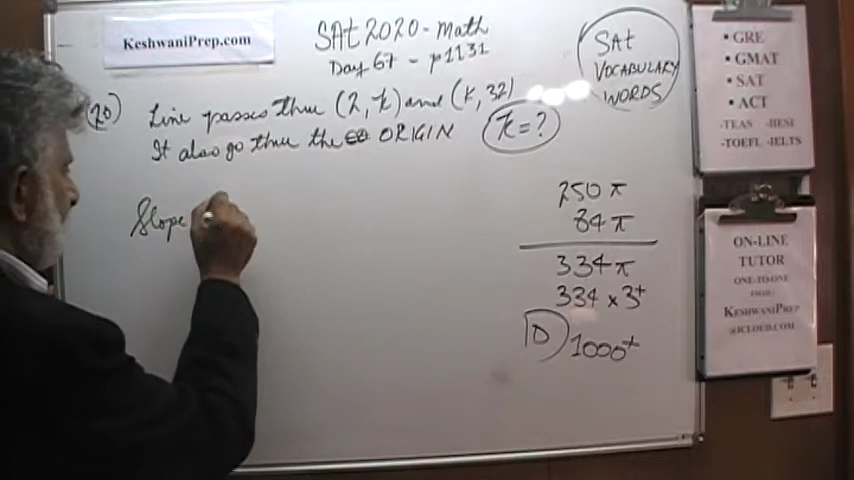 KeshwaniPrep.com
SAt 2020 - Math
Day 67 - p1131
SAt
VOCABULARY
WORDS
20) Line passes thru (2, k) and (k, 32)
It also go thru the ORIGIN
k = ?
Slope
250 π
84 π
334 π
334 × 3+
D 1000+
• GRE
• GMAT
• SAT
• ACT
-TEAS -HESI
-TOEFL -IELTS
ON-LINE
TUTOR
ONE-TO-ONE
KESHWANIPREP
@ICLOUD.COM